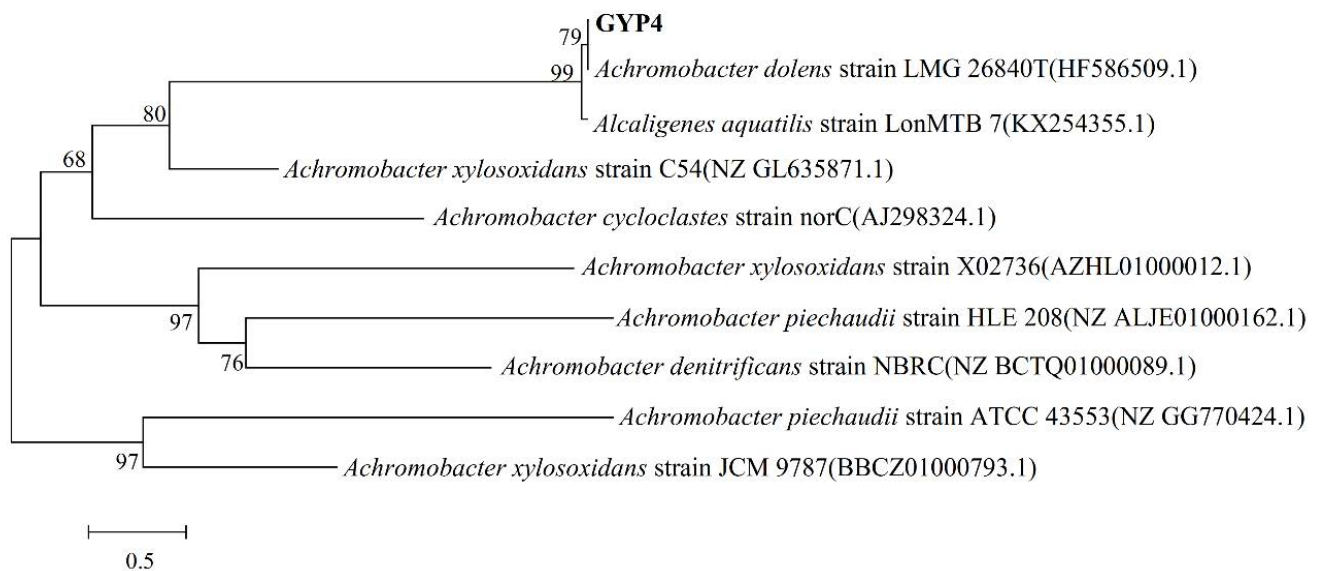 GYP4
79
99
Achromobacter dolens strain LMG 26840T(HF586509.1)
80
Alcaligenes aquatilis strain LonMTB 7(KX254355.1)
68
Achromobacter xylosoxidans strain C54(NZ GL635871.1)
Achromobacter cycloclastes strain norC(AJ298324.1)
Achromobacter xylosoxidans strain X02736(AZHL01000012.1)
97
Achromobacter piechaudii strain HLE 208(NZ ALJE01000162.1)
76
Achromobacter denitrificans strain NBRC(NZ BCTQ01000089.1)
Achromobacter piechaudii strain ATCC 43553(NZ GG770424.1)
97
Achromobacter xylosoxidans strain JCM 9787(BBCZ01000793.1)
0.5